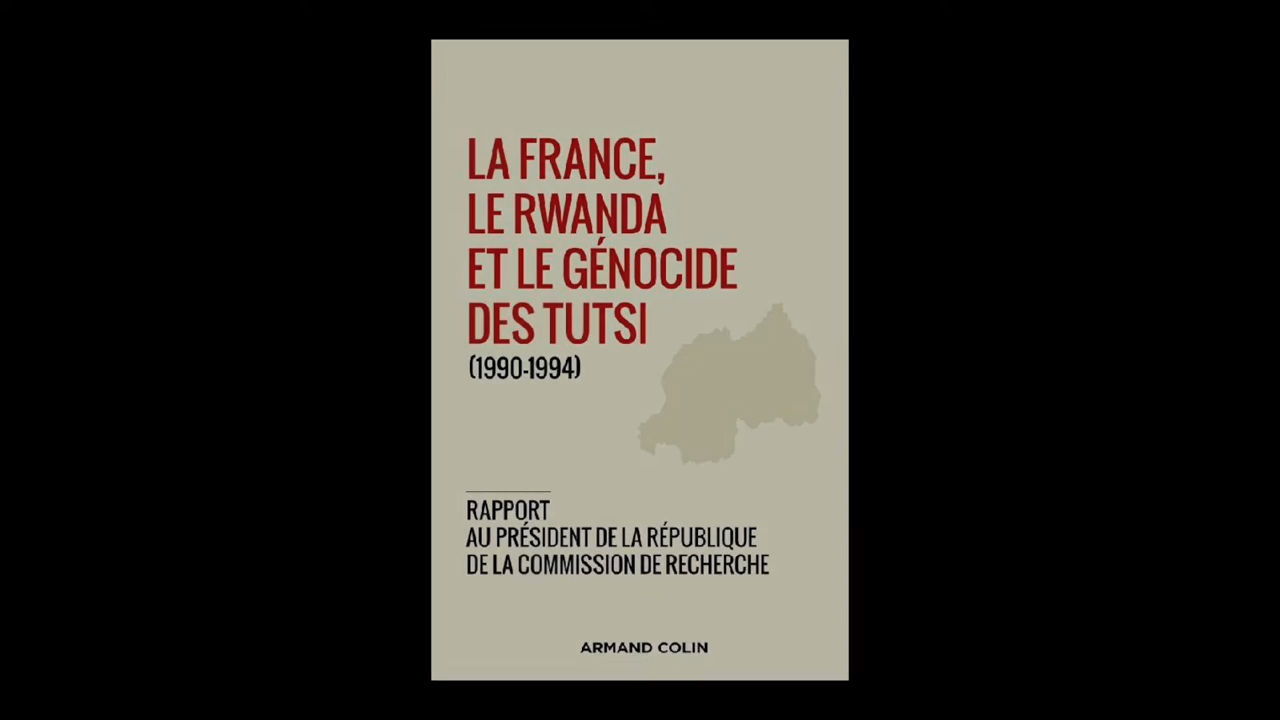 LA FRANCE,
LE RWANDA
ET LE GÉNOCIDE
DES TUTSI
(1990-1994)
RAPPORT
AU PRÉSIDENT DE LA RÉPUBLIQUE
DE LA COMMISSION DE RECHERCHE
ARMAND COLIN